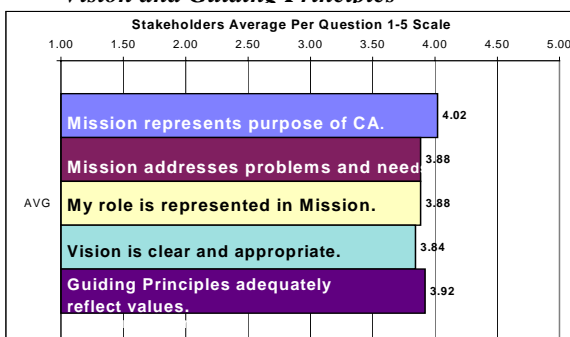 Vision and Guiding Principles
Stakeholders Average Per Question 1-5 Scale
1.00 1.50 2.00 2.50 3.00 3.50 4.00 4.50 5.00
Mission represents purpose of CA. 4.02
Mission addresses problems and need 3.88
AVG My role is represented in Mission. 3.88
Vision is clear and appropriate. 3.84
Guiding Principles adequately
reflect values. 3.92